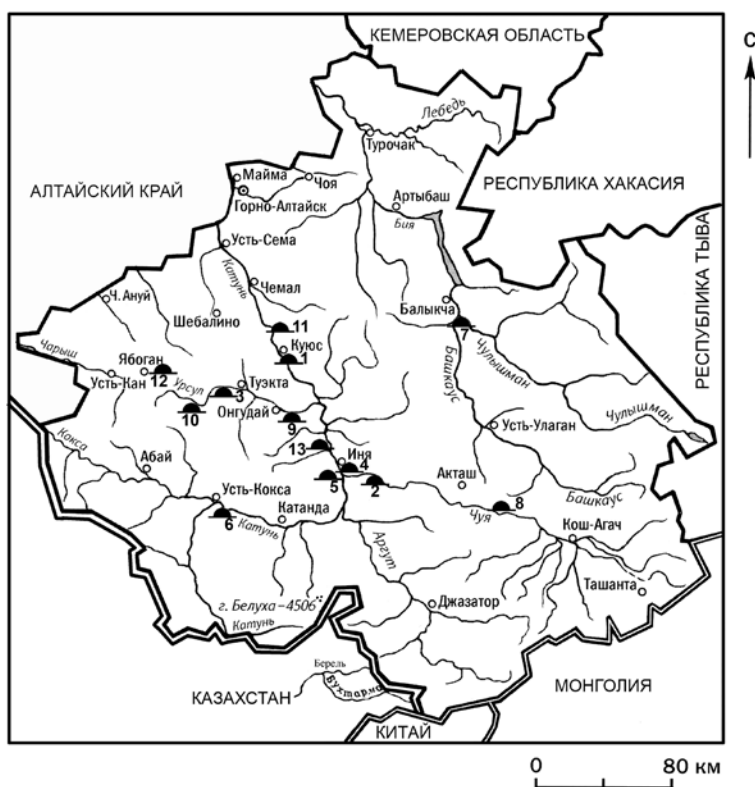 КЕМЕРОВСКАЯ ОБЛАСТЬ
С
Лебедь
Турочак
Майма
Чоя
АЛТАЙСКИЙ КРАЙ
Горно-Алтайск
Артыбаш
РЕСПУБЛИКА ХАКАСИЯ
Бия
Усть-Сема
РЕСПУБЛИКА ТЫВА
Катунь
Чемал
Ч. Ануй
Балыкча
Шебалино
11
7
Куюс
1
Чарыш
Ябоган
12
Усть-Кан
Урсул
Туэкта
3
Башкаус
Чулышман
10
Онгудай
9
Чулышман
Усть-Улаган
Кокса
13
Иня
4
Абай
5
2
Акташ
Усть-Кокса
8
Башкаус
6
Катанда
Чуя
Катунь
Кош-Агач
Аргут
Ташанта
г. Белуха – 4506
Джазатор
Катунь
Берель
КАЗАХСТАН
Бухтарма
МОНГОЛИЯ
КИТАЙ
0 80 км